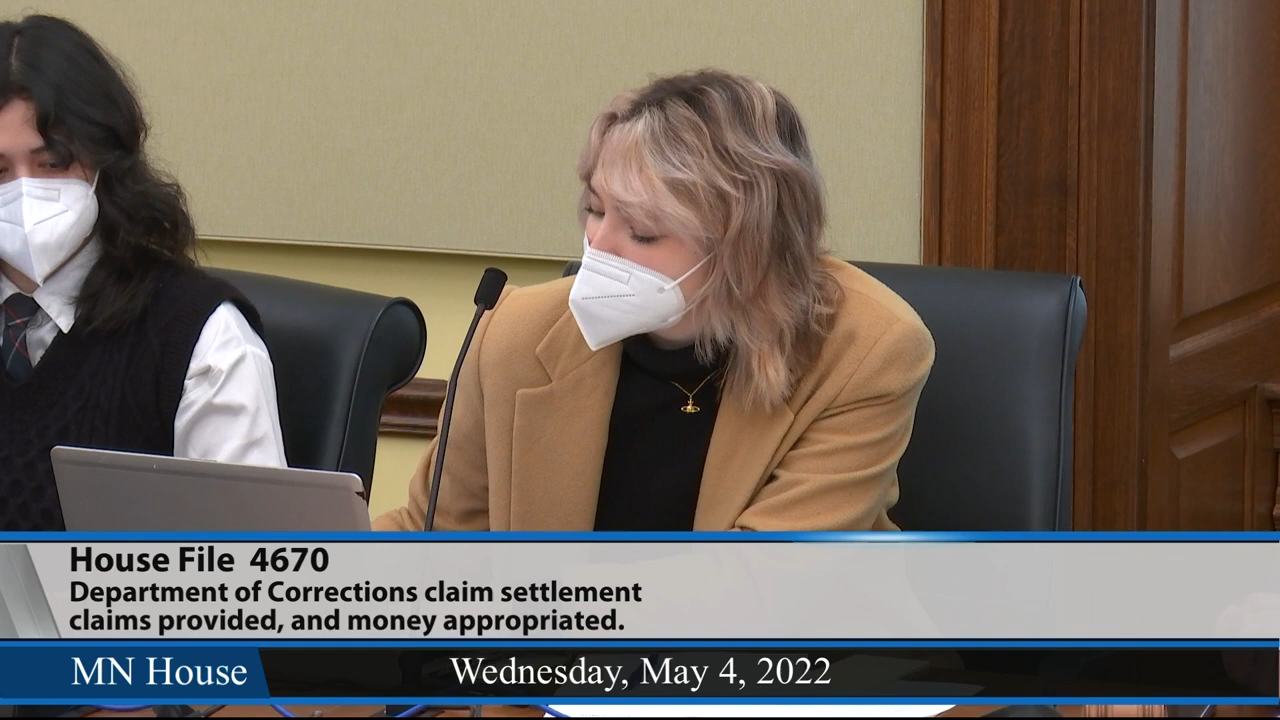 House File 4670
Department of Corrections claim settlement
claims provided, and money appropriated.
MN House
Wednesday, May 4, 2022